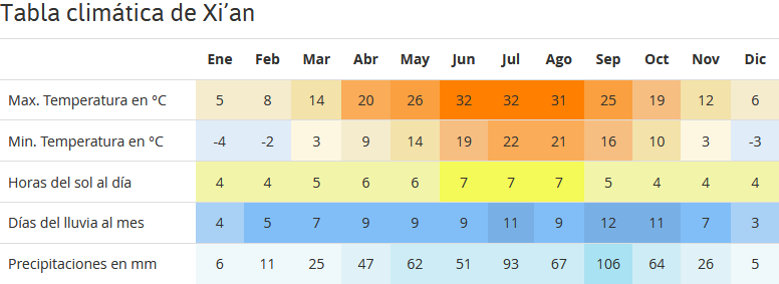 Tabla climática de Xi’an
Ene Feb Mar Abr May Jun Jul Ago Sep Oct Nov Dic
Max. Temperatura en ºC 5 8 14 20 26 32 32 31 25 19 12 6
Min. Temperatura en ºC -4 -2 3 9 14 19 22 21 16 10 3 -3
Horas del sol al día 4 4 5 6 6 7 7 7 5 4 4 4
Días del lluvia al mes 4 5 7 9 9 9 11 9 12 11 7 3
Precipitaciones en mm 6 11 25 47 62 51 93 67 106 64 26 5